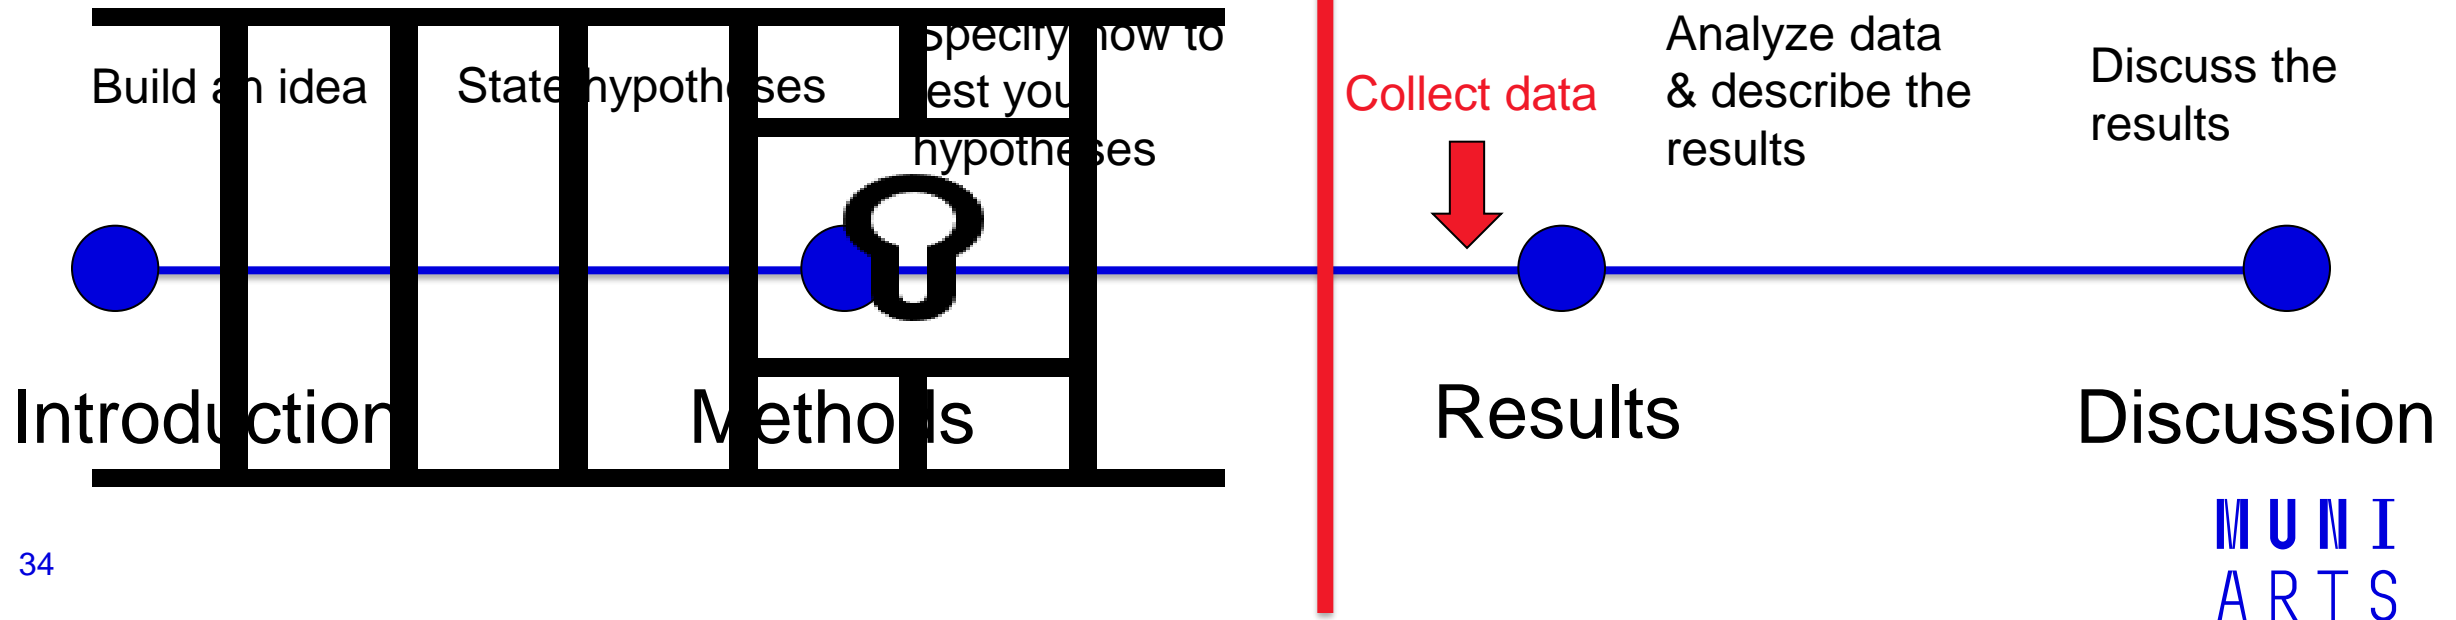 Build an idea
State hypotheses
Specify how to
test your
hypotheses
Collect data
Analyze data
& describe the
results
Discuss the
results
Introduction
Methods
Results
Discussion
34
MUNI
ARTS